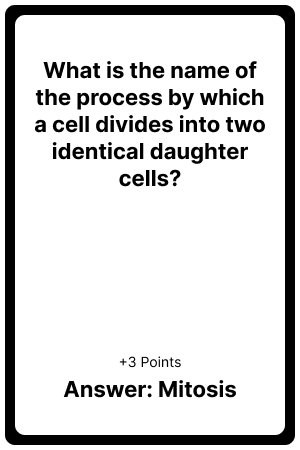 What is the name of
the process by which
a cell divides into two
identical daughter
cells?
+3 Points
Answer: Mitosis